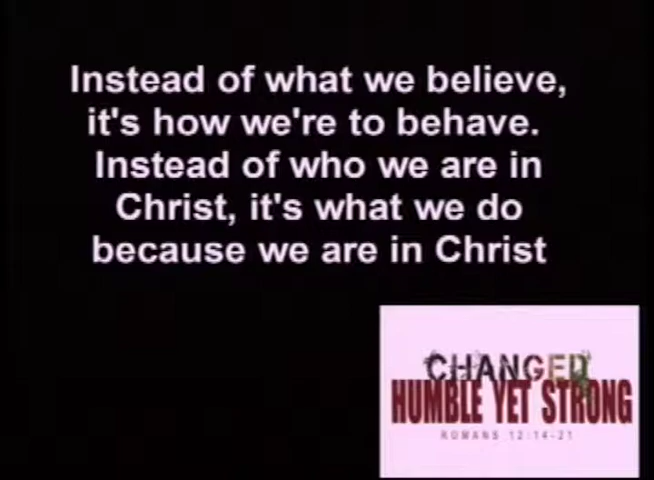 Instead of what we believe,
it's how we're to behave.
Instead of who we are in
Christ, it's what we do
because we are in Christ
CHANGED
HUMBLE YET STRONG
ROMANS 12:14-21